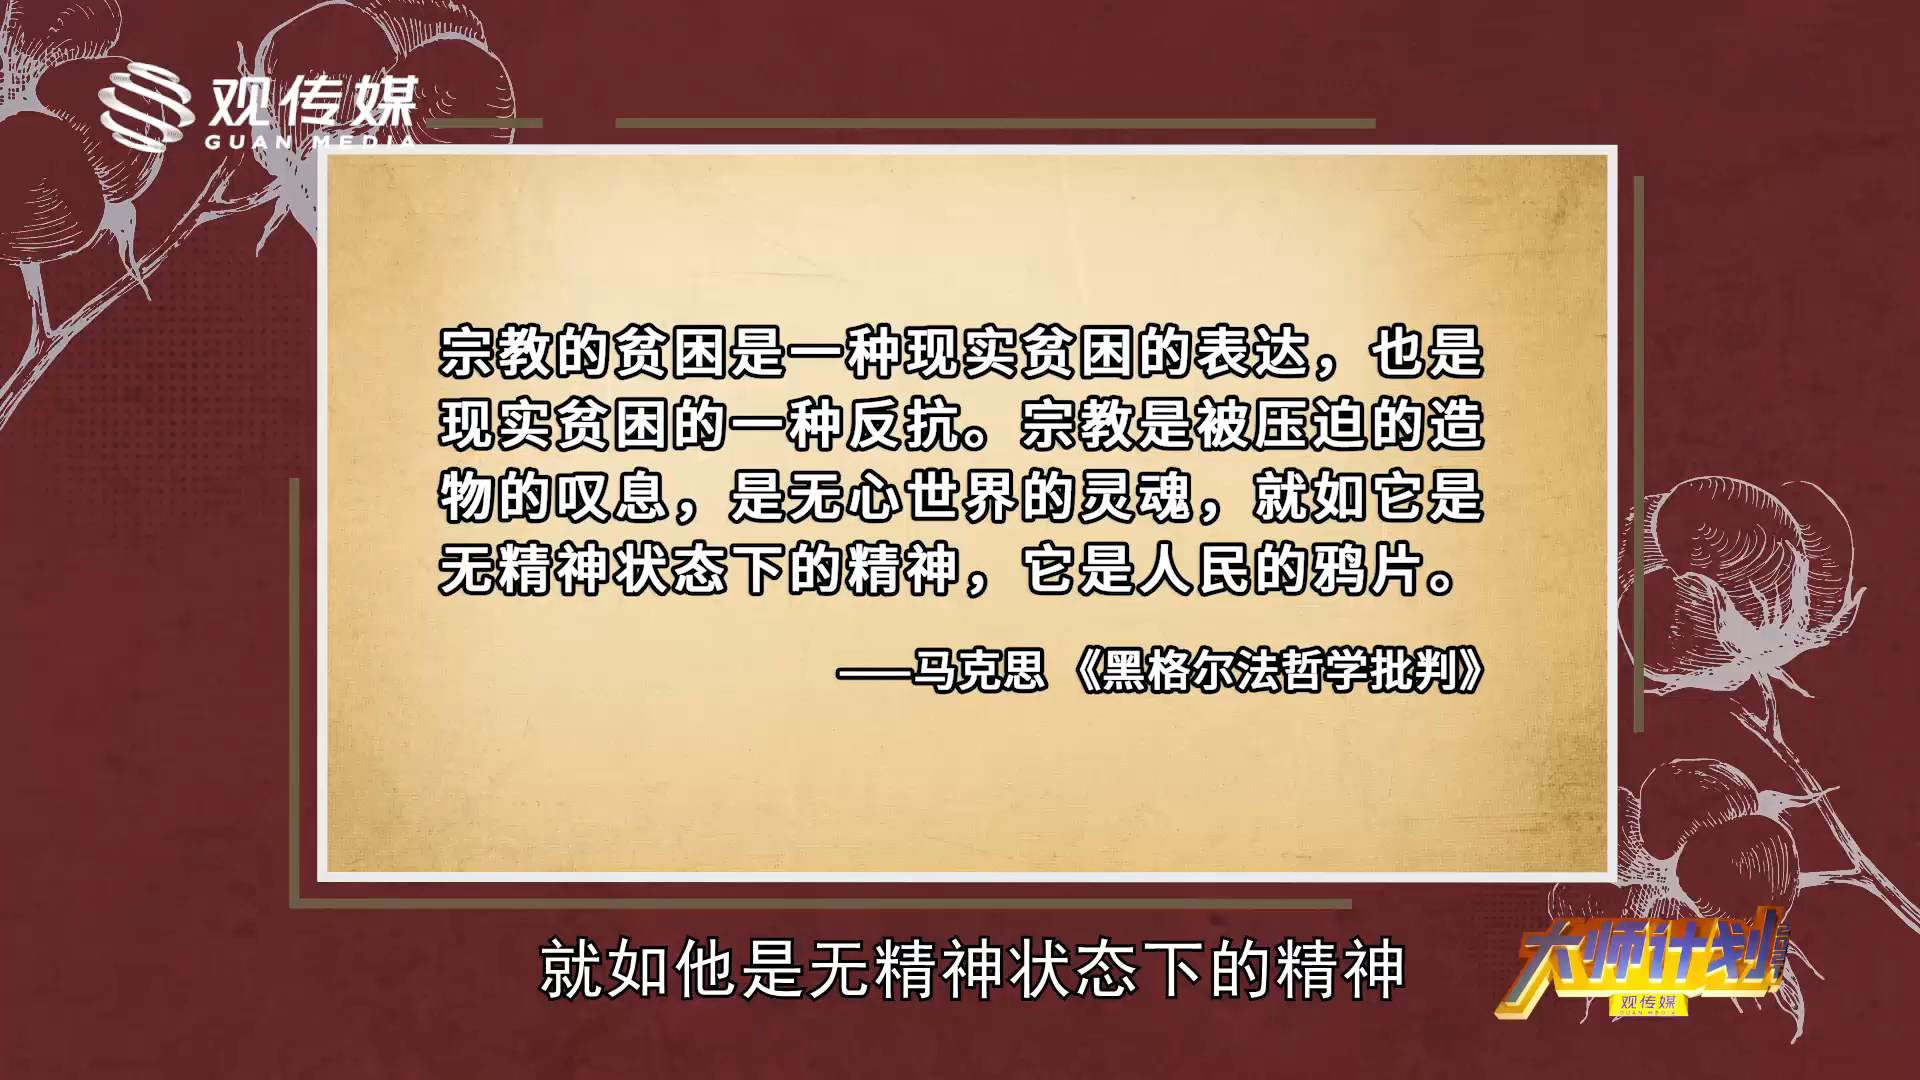 观传媒
GUAN MEDIA
宗教的贫困是一种现实贫困的表达，也是
现实贫困的一种反抗。宗教是被压迫的造
物的叹息，是无心世界的灵魂，就如它是
无精神状态下的精神，它是人民的鸦片。
——马克思《黑格尔法哲学批判》
就如他是无精神状态下的精神
大师计划
观传媒
GUAN MEDIA